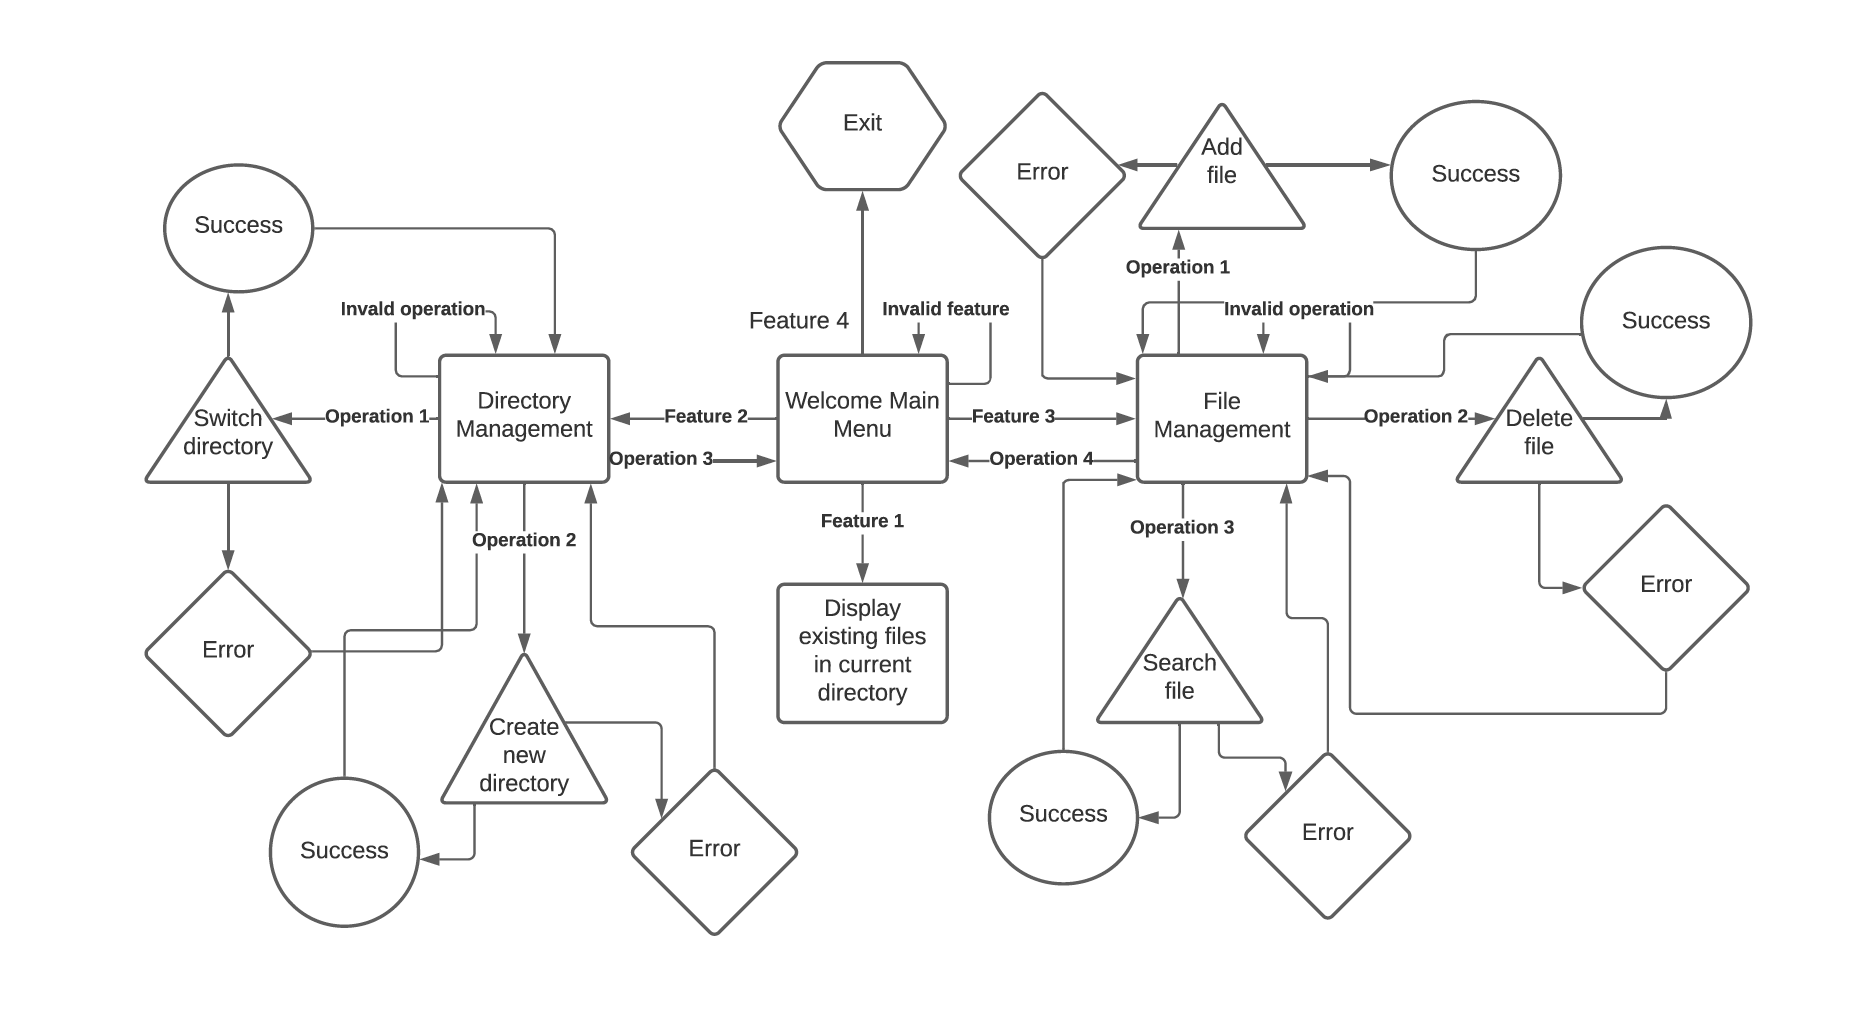 Exit
Add
file
Error
Success
Success
Operation 1
Invald operation
Invalid feature
Invalid operation
Feature 4
Success
Directory
Management
Welcome Main
Menu
File
Management
Switch
directory
Operation 1
Feature 2
Feature 3
Operation 2
Delete
file
Operation 3
Operation 4
Feature 1
Operation 3
Operation 2
Error
Display
existing files
in current
directory
Error
Search
file
Create
new
directory
Success
Error
Success
Error